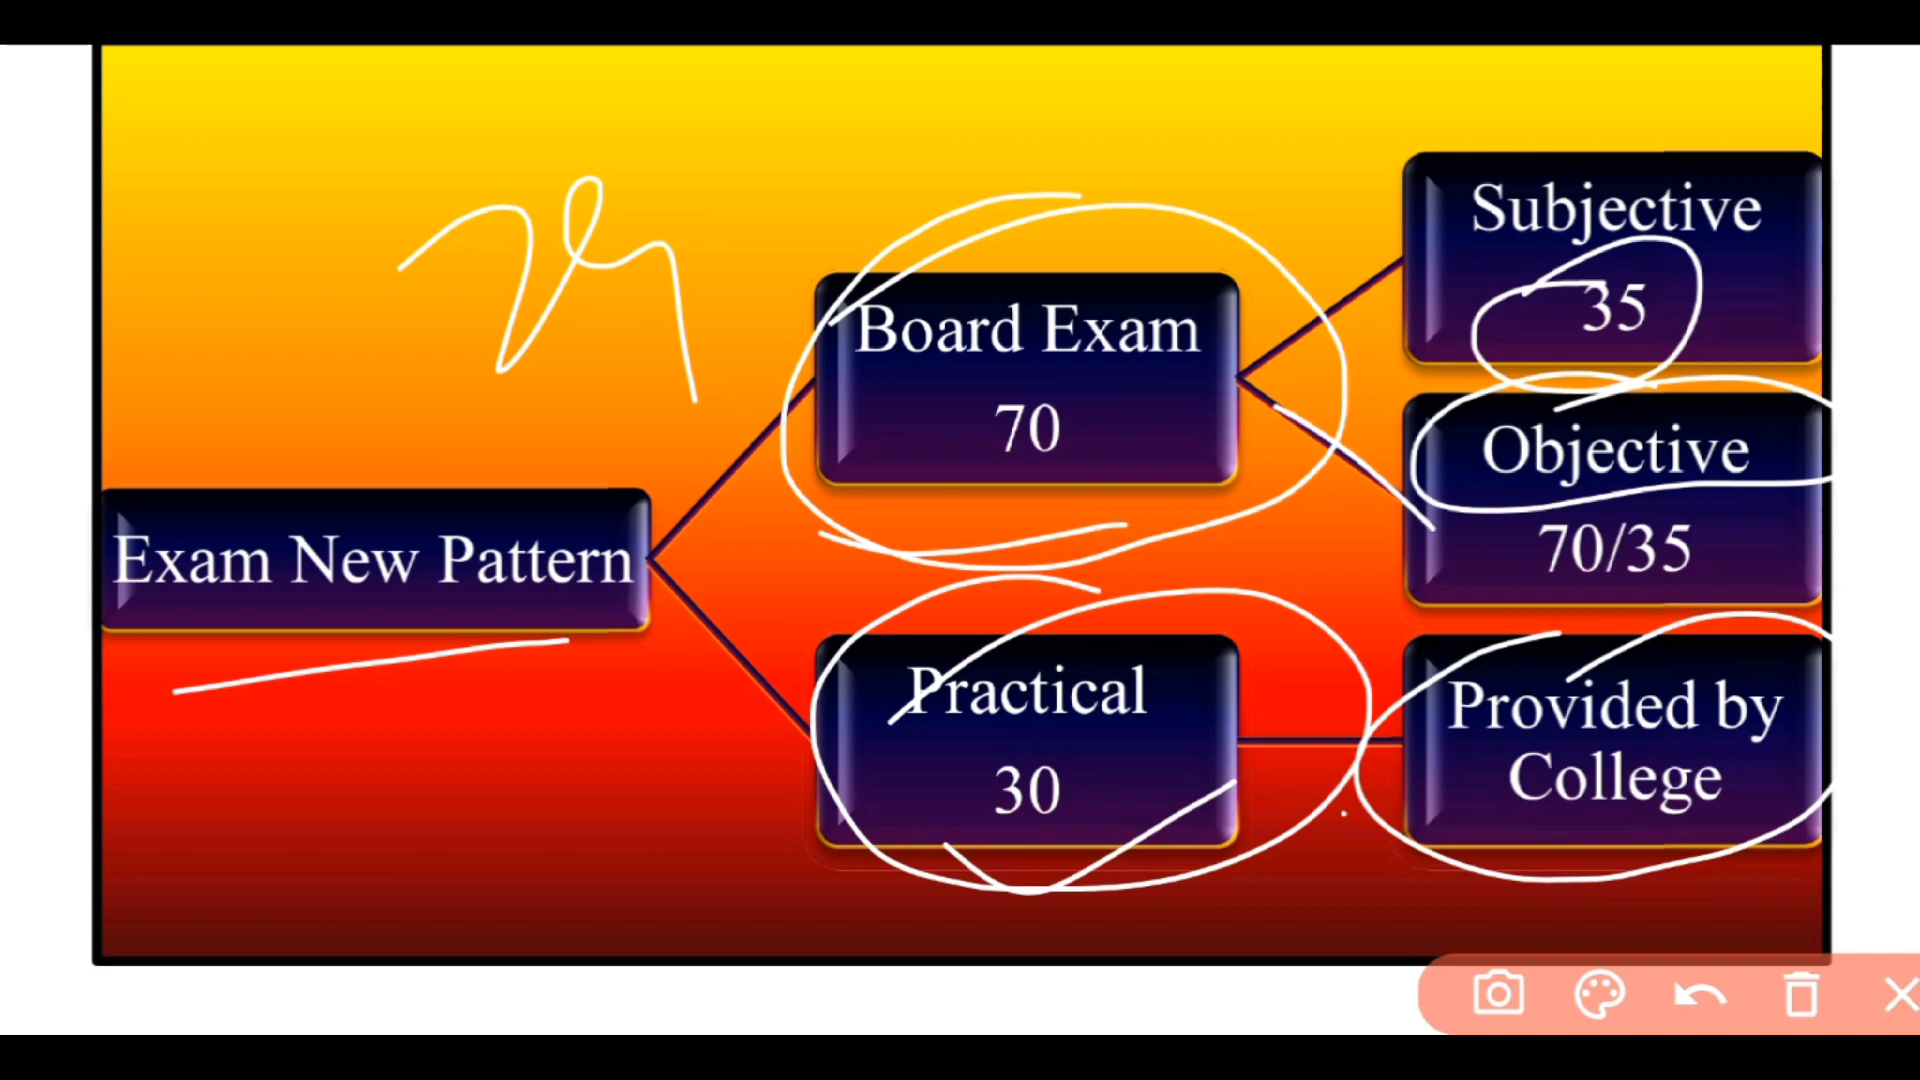 Exam New Pattern
Board Exam
70
Practical
30
Subjective
35
Objective
70/35
Provided by
College